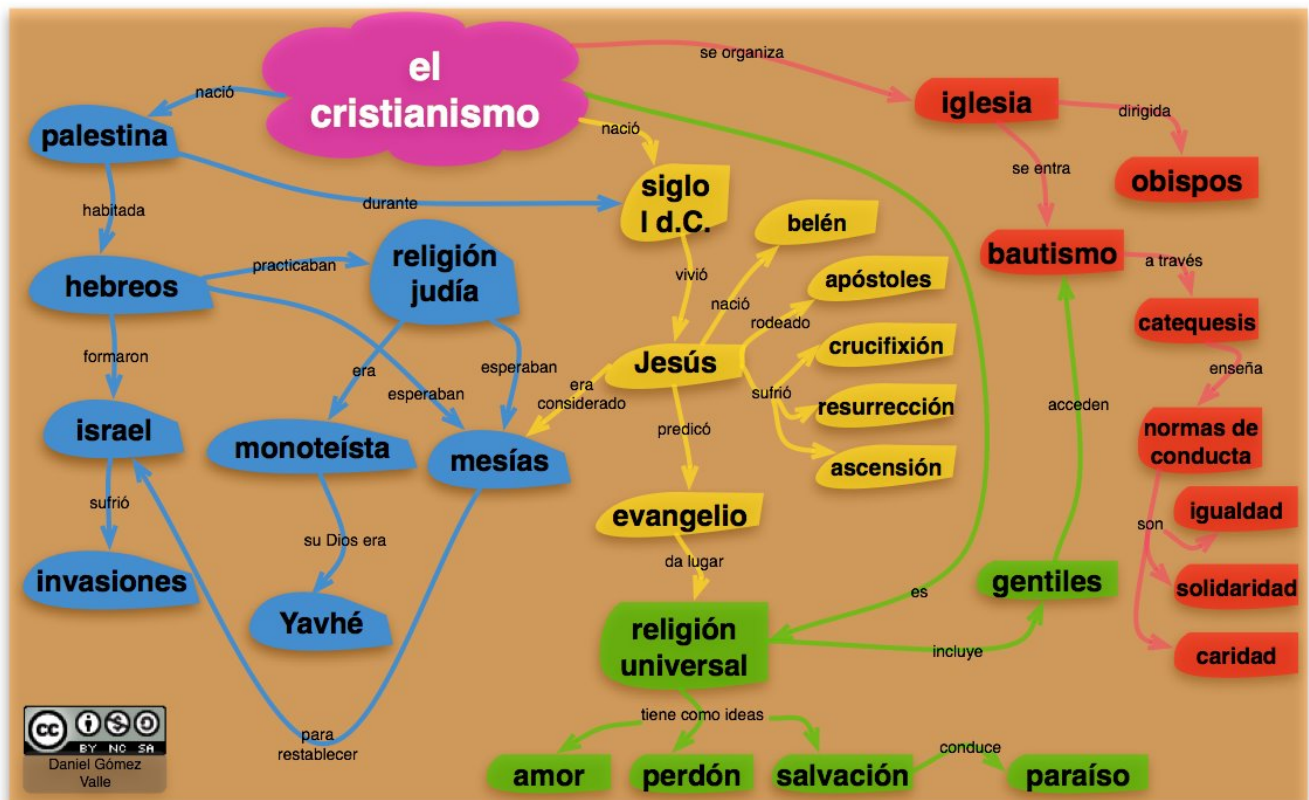 el
cristianismo
se organiza
iglesia
dirigida
obispos
se entra
bautismo
a través
catequesis
enseña
normas de
conducta
son
igualdad
solidaridad
caridad
nació
palestina
habitada
durante
hebreos
practicaban
religión
judía
formaron
era
esperaban
esperaban
israel
monoteísta
mesías
sufrió
su Dios era
invasiones
Yavhé
para
restablecer
nació
siglo
I d.C.
vivió
Jesús
nació
belén
rodeado
apóstoles
sufrió
crucifixión
resurrección
ascensión
era
considerado
predicó
evangelio
da lugar
es
religión
universal
incluye
gentiles
acceden
tiene como ideas
amor
perdón
salvación
conduce
paraíso
cc
BY NC SA
Daniel Gómez
Valle